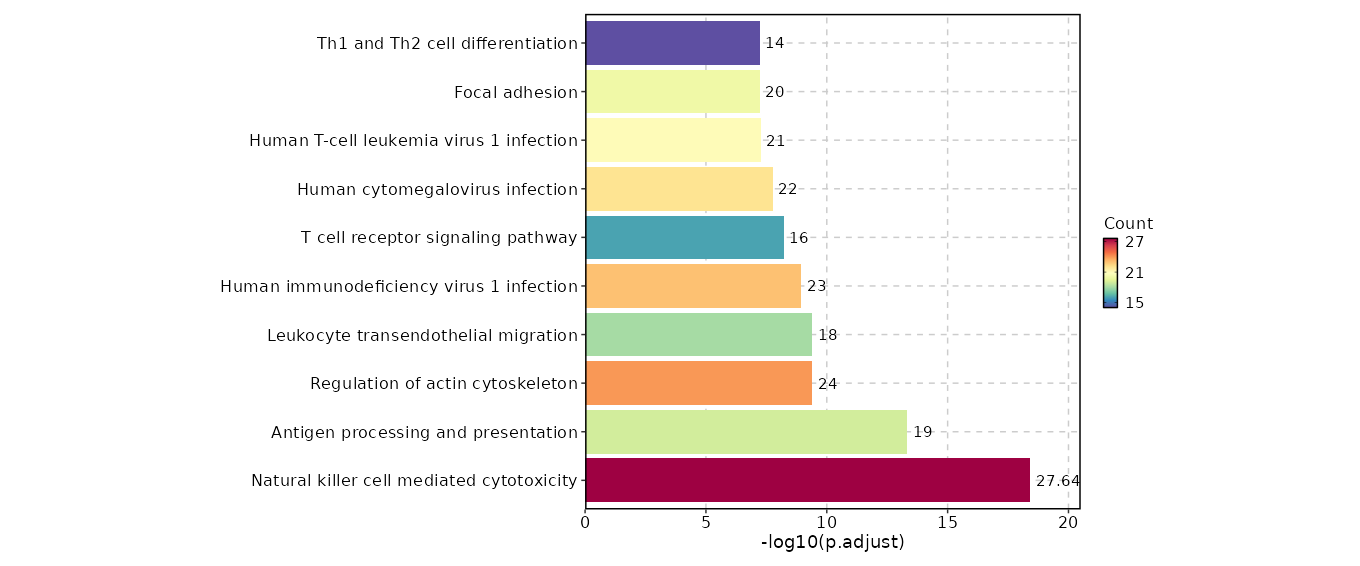 Th1 and Th2 cell differentiation 14
Focal adhesion 20
Human T-cell leukemia virus 1 infection 21
Human cytomegalovirus infection 22
T cell receptor signaling pathway 16
Human immunodeficiency virus 1 infection 23
Leukocyte transendothelial migration 18
Regulation of actin cytoskeleton 24
Antigen processing and presentation 19
Natural killer cell mediated cytotoxicity 27.64
0 5 10 15 20
-log10(p.adjust)
Count
27
21
15